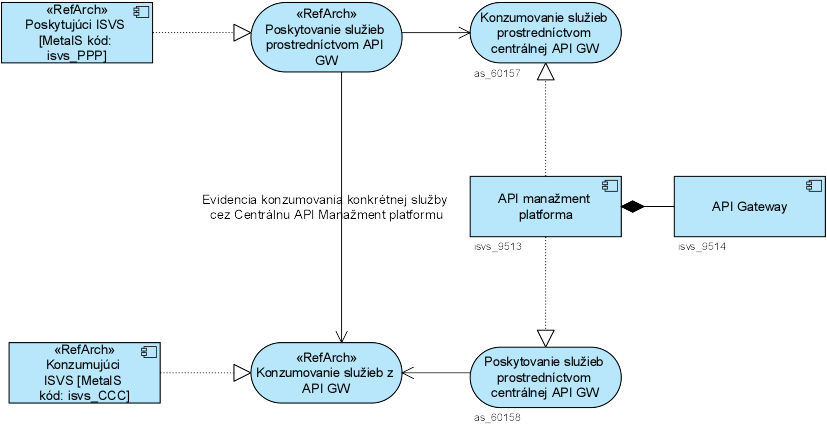 «RefArch»
Poskytujúci ISVS
[MetaIS kód:
isvs_PPP]
«RefArch»
Poskytovanie služieb
prostredníctvom API
GW
Konzumovanie služieb
prostredníctvom
centrálnej API GW
as_60157
Evidencia konzumovania konkrétnej služby
cez Centrálnu API Manažment platformu
API manažment
platforma
isvs_9513
API Gateway
isvs_9514
«RefArch»
Konzumujúci
ISVS [MetaIS
kód: isvs_CCC]
«RefArch»
Konzumovanie služieb z
API GW
Poskytovanie služieb
prostredníctvom
centrálnej API GW
as_60158